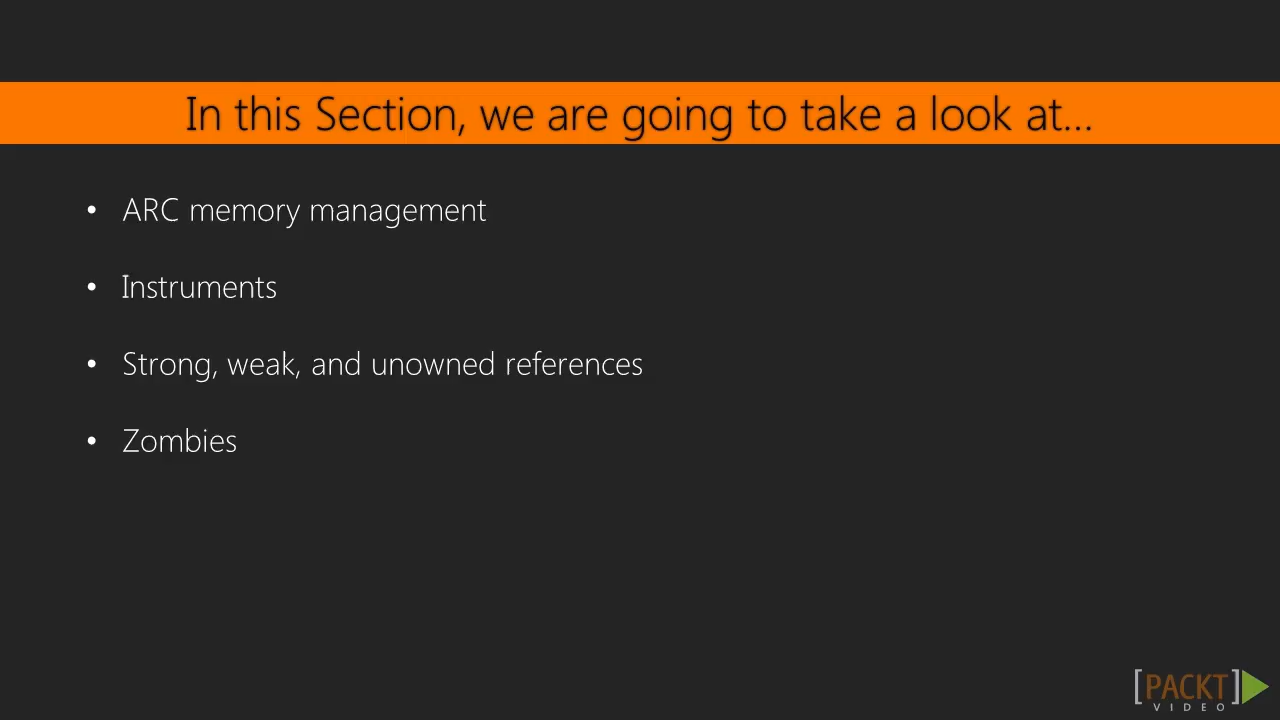 In this Section, we are going to take a look at...
• ARC memory management
• Instruments
• Strong, weak, and unowned references
• Zombies
[PACKT]
VIDEO